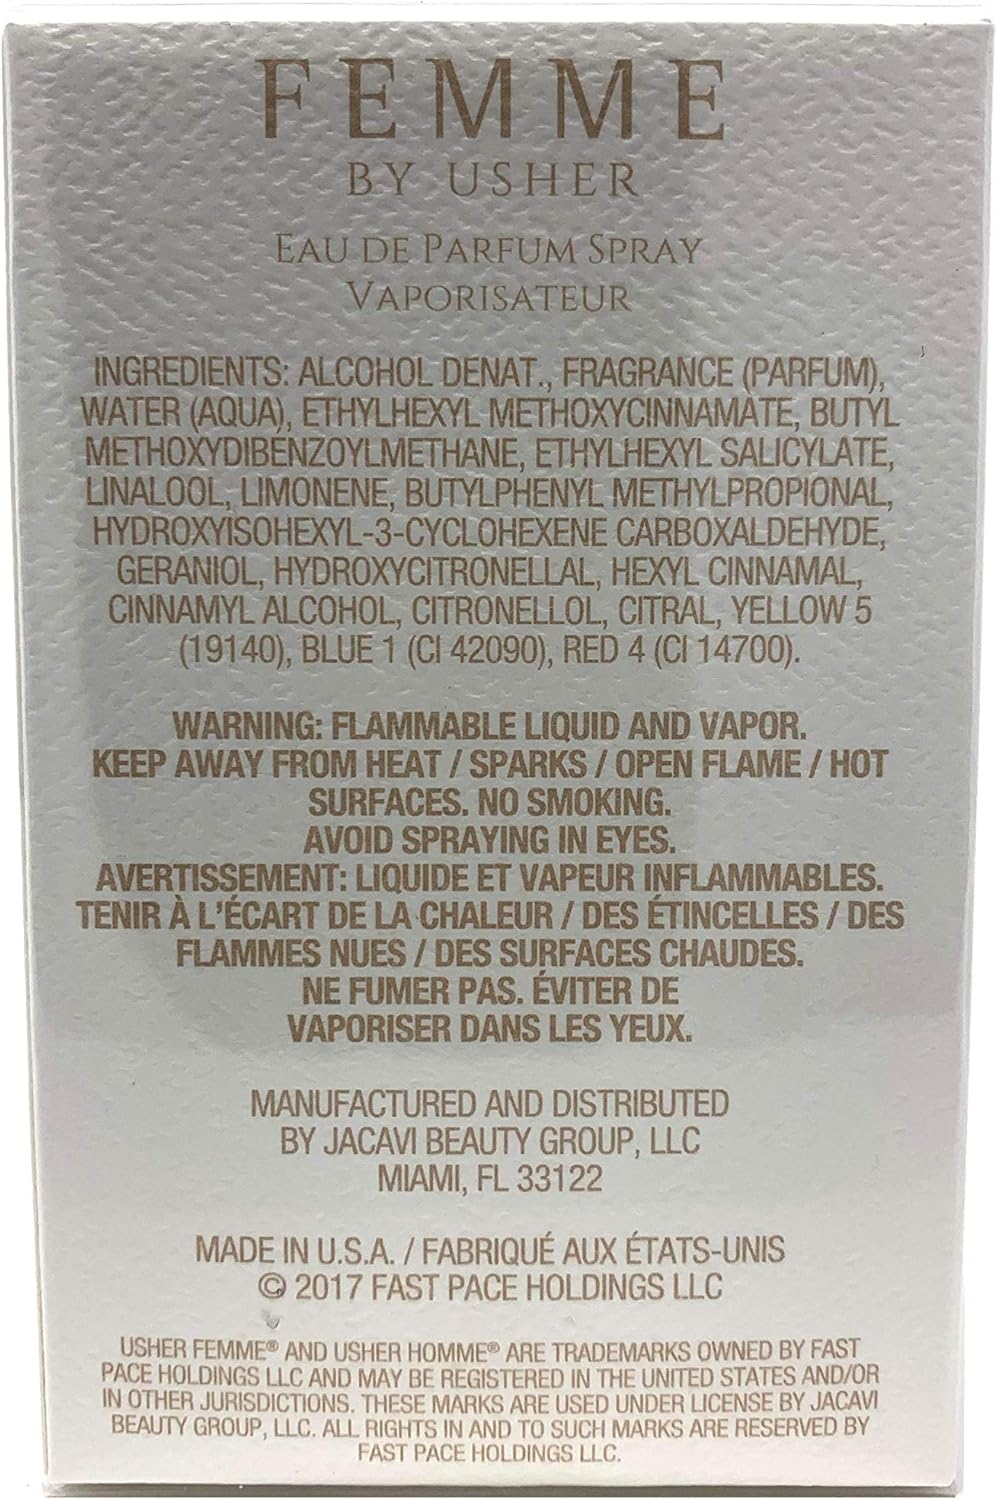 FEMME
BY USHER
EAU DE PARFUM SPRAY
VAPORISATEUR
INGREDIENTS: ALCOHOL DENAT., FRAGRANCE (PARFUM),
WATER (AQUA), ETHYLHEXYL METHOXYCINNAMATE, BUTYL
METHOXYDIBENZOYLMETHANE, ETHYLHEXYL SALICYLATE,
LINALOOL, LIMONENE, BUTYLPHENYL METHYLPROPIONAL,
HYDROXYISOHEXYL-3-CYCLOHEXENE CARBOXALDEHYDE,
GERANIOL, HYDROXYCITRONELLAL, HEXYL CINNAMAL,
CINNAMYL ALCOHOL, CITRONELLOL, CITRAL, YELLOW 5
(19140), BLUE 1 (CI 42090), RED 4 (CI 14700).
WARNING: FLAMMABLE LIQUID AND VAPOR.
KEEP AWAY FROM HEAT / SPARKS / OPEN FLAME / HOT
SURFACES. NO SMOKING.
AVOID SPRAYING IN EYES.
AVERTISSEMENT: LIQUIDE ET VAPEUR INFLAMMABLES.
TENIR À L'ÉCART DE LA CHALEUR / DES ÉTINCELLES / DES
FLAMMES NUES / DES SURFACES CHAUDES.
NE FUMER PAS. ÉVITER DE
VAPORISER DANS LES YEUX.
MANUFACTURED AND DISTRIBUTED
BY JACAVI BEAUTY GROUP, LLC
MIAMI, FL 33122
MADE IN U.S.A. / FABRIQUÉ AUX ÉTATS-UNIS
© 2017 FAST PACE HOLDINGS LLC
USHER FEMME® AND USHER HOMME® ARE TRADEMARKS OWNED BY FAST
PACE HOLDINGS LLC AND MAY BE REGISTERED IN THE UNITED STATES AND/OR
IN OTHER JURISDICTIONS. THESE MARKS ARE USED UNDER LICENSE BY JACAVI
BEAUTY GROUP, LLC. ALL RIGHTS IN AND TO SUCH MARKS ARE RESERVED BY
FAST PACE HOLDINGS LLC.